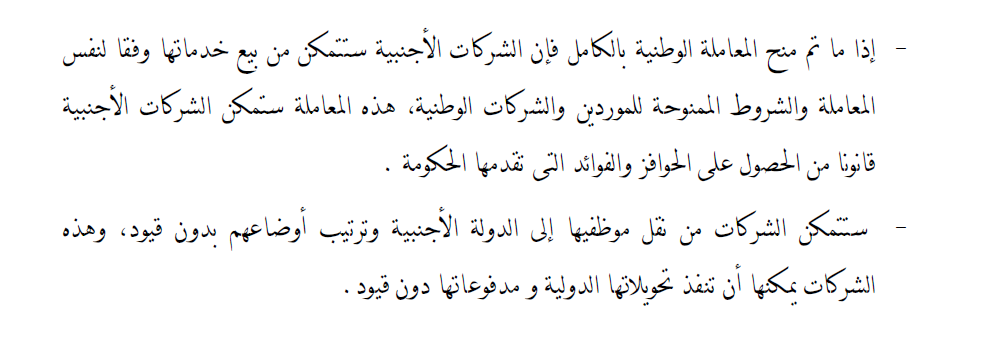 - إذا ما تم منح المعاملة الوطنية بالكامل فإن الشركات الأجنبية ستتمكن من بيع خدماتها وفقا لنفس
المعاملة والشروط الممنوحة للموردين والشركات الوطنية، هذه المعاملة ستمكن الشركات الأجنبية
قانونا من الحصول على الحوافز والفوائد التى تقدمها الحكومة .
- ستتمكن الشركات من نقل موظفيها إلى الدولة الأجنبية وترتيب أوضاعهم بدون قيود، وهذه
الشركات يمكنها أن تنفذ تحويلاتها الدولية و مدفوعاتها دون قيود .